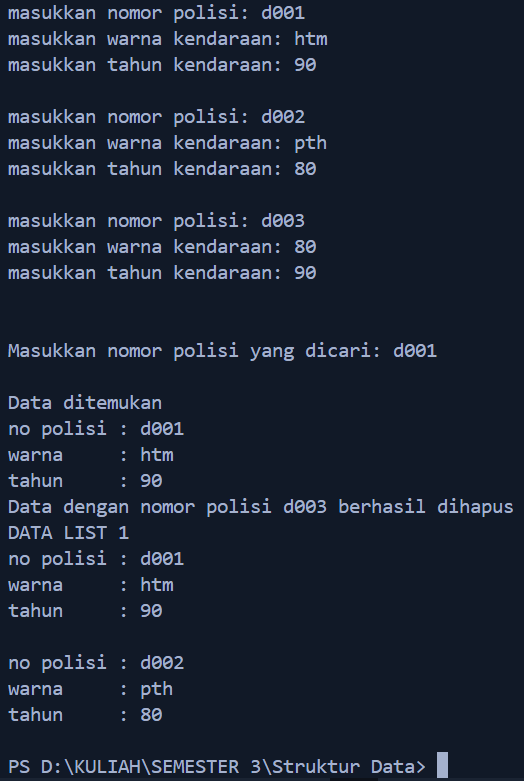 masukkan nomor polisi: d001
masukkan warna kendaraan: htm
masukkan tahun kendaraan: 90
masukkan nomor polisi: d002
masukkan warna kendaraan: pth
masukkan tahun kendaraan: 80
masukkan nomor polisi: d003
masukkan warna kendaraan: 80
masukkan tahun kendaraan: 90
Masukkan nomor polisi yang dicari: d001
Data ditemukan
no polisi : d001
warna     : htm
tahun     : 90
Data dengan nomor polisi d003 berhasil dihapus
DATA LIST 1
no polisi : d001
warna     : htm
tahun     : 90
no polisi : d002
warna     : pth
tahun     : 80
PS D:\KULIAH\SEMESTER 3\Struktur Data>